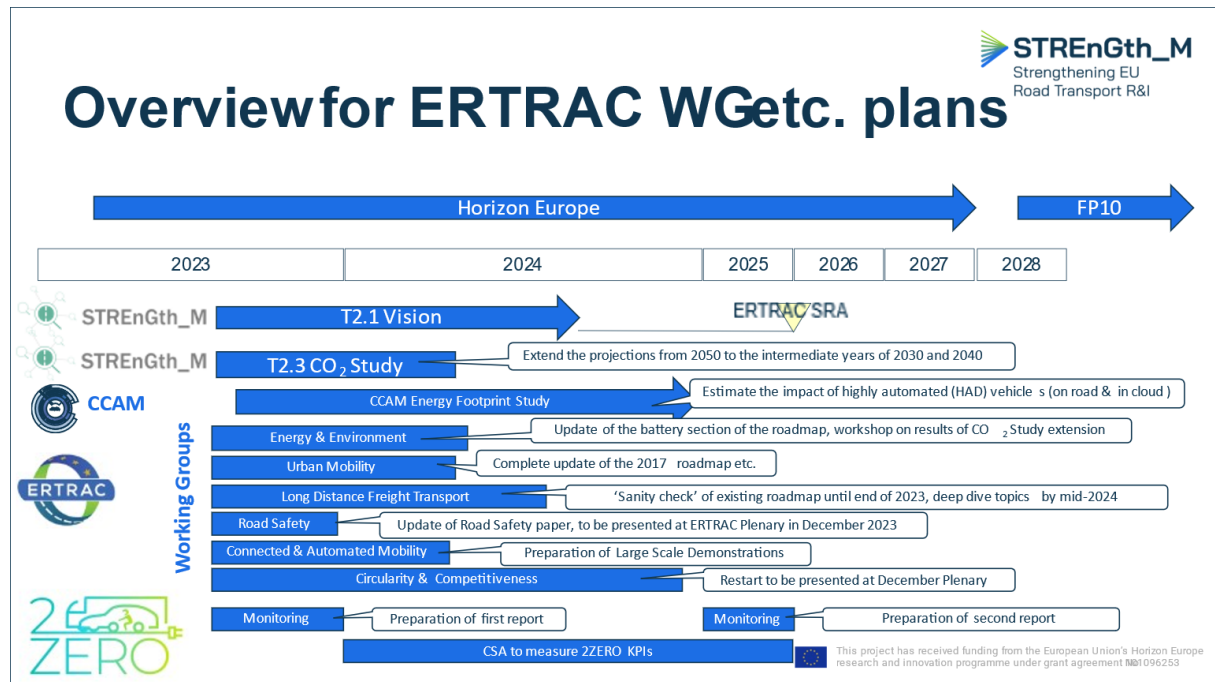 STREnGth_M
Strengthening EU
Road Transport R&I
Overview for ERTRAC WG etc. plans
Horizon Europe
FP10
2023
2024
2025
2026
2027
2028
STREnGth_M
T2.1 Vision
ERTRAC SRA
STREnGth_M
T2.3 CO2 Study
Extend the projections from 2050 to the intermediate years of 2030 and 2040
CCAM
CCAM Energy Footprint Study
Estimate the impact of highly automated (HAD) vehicle s (on road & in cloud )
Working Groups
ERTRAC
Energy & Environment
Update of the battery section of the roadmap, workshop on results of CO 2 Study extension
Urban Mobility
Complete update of the 2017 roadmap etc.
Long Distance Freight Transport
‘Sanity check’ of existing roadmap until end of 2023, deep dive topics by mid-2024
Road Safety
Update of Road Safety paper, to be presented at ERTRAC Plenary in December 2023
Connected & Automated Mobility
Preparation of Large Scale Demonstrations
Circularity & Competitiveness
Restart to be presented at December Plenary
2ZERO
Monitoring
Preparation of first report
Monitoring
Preparation of second report
CSA to measure 2ZERO KPIs
This project has received funding from the European Union's Horizon Europe
research and innovation programme under grant agreement No 101096253